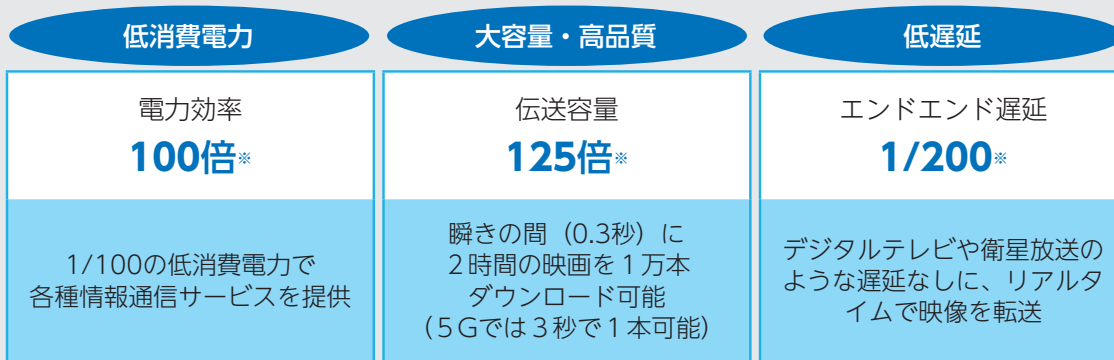 低消費電力
電力効率
100倍※
1/100の低消費電力で
各種情報通信サービスを提供
大容量・高品質
伝送容量
125倍※
瞬きの間（0.3秒）に
２時間の映画を１万本
ダウンロード可能
（５Gでは３秒で１本可能）
低遅延
エンドエンド遅延
1/200※
デジタルテレビや衛星放送の
ような遅延なしに、リアルタ
イムで映像を転送